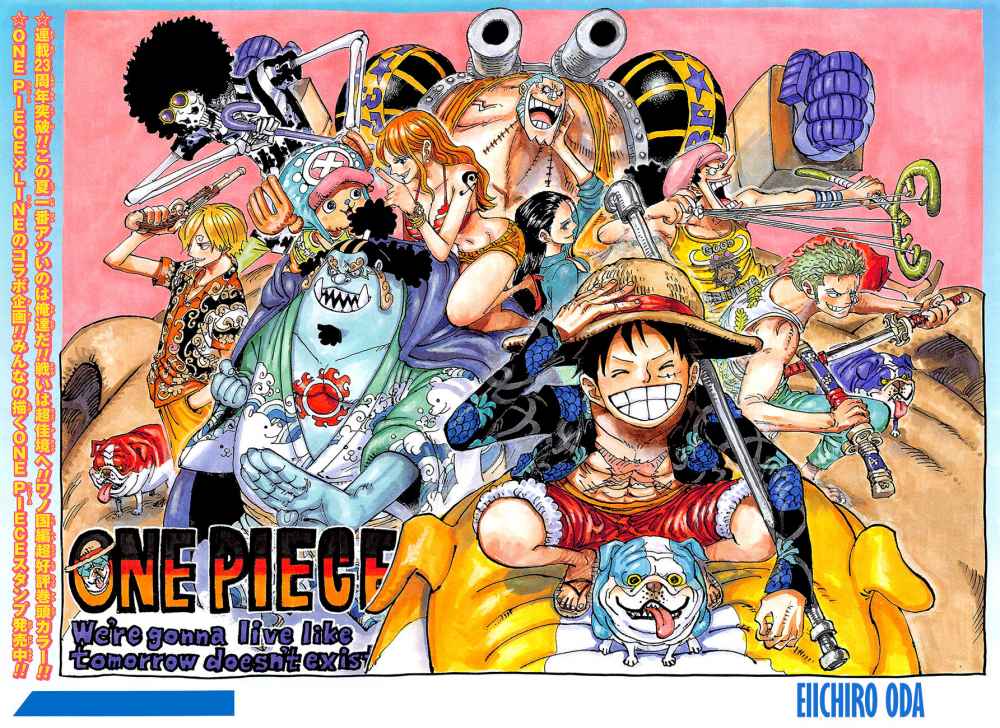 ☆連載23周年突破!!この夏一番アツいのは俺達だ!!戦いは超佳境へ!!ワノ国編超好評巻頭カラー!!
☆ONE PIECE×LINEのコラボ企画!!みんなの描くONE PIECEスタンプ発売中!!
GOOD
ONE PIECE
We're gonna live like
tomorrow doesn't exist
EIICHIRO ODA